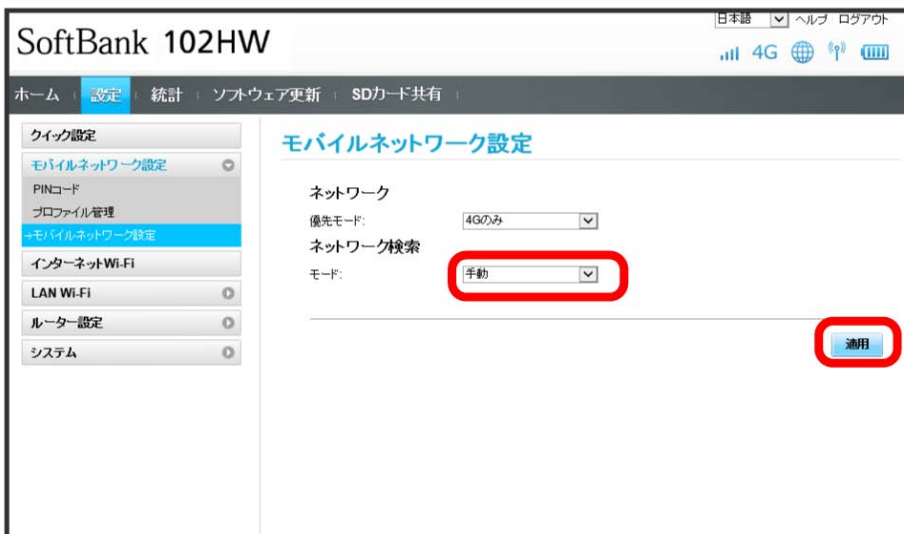 日本語 ヘルプ ログアウト
SoftBank 102HW
4G
ホーム 設定 統計 ソフトウェア更新 SDカード共有
クイック設定
モバイルネットワーク設定
PINコード
プロファイル管理
→モバイルネットワーク設定
インターネットWi-Fi
LAN Wi-Fi
ルーター設定
システム
モバイルネットワーク設定
ネットワーク
優先モード: 4Gのみ
ネットワーク検索
モード: 手動
適用